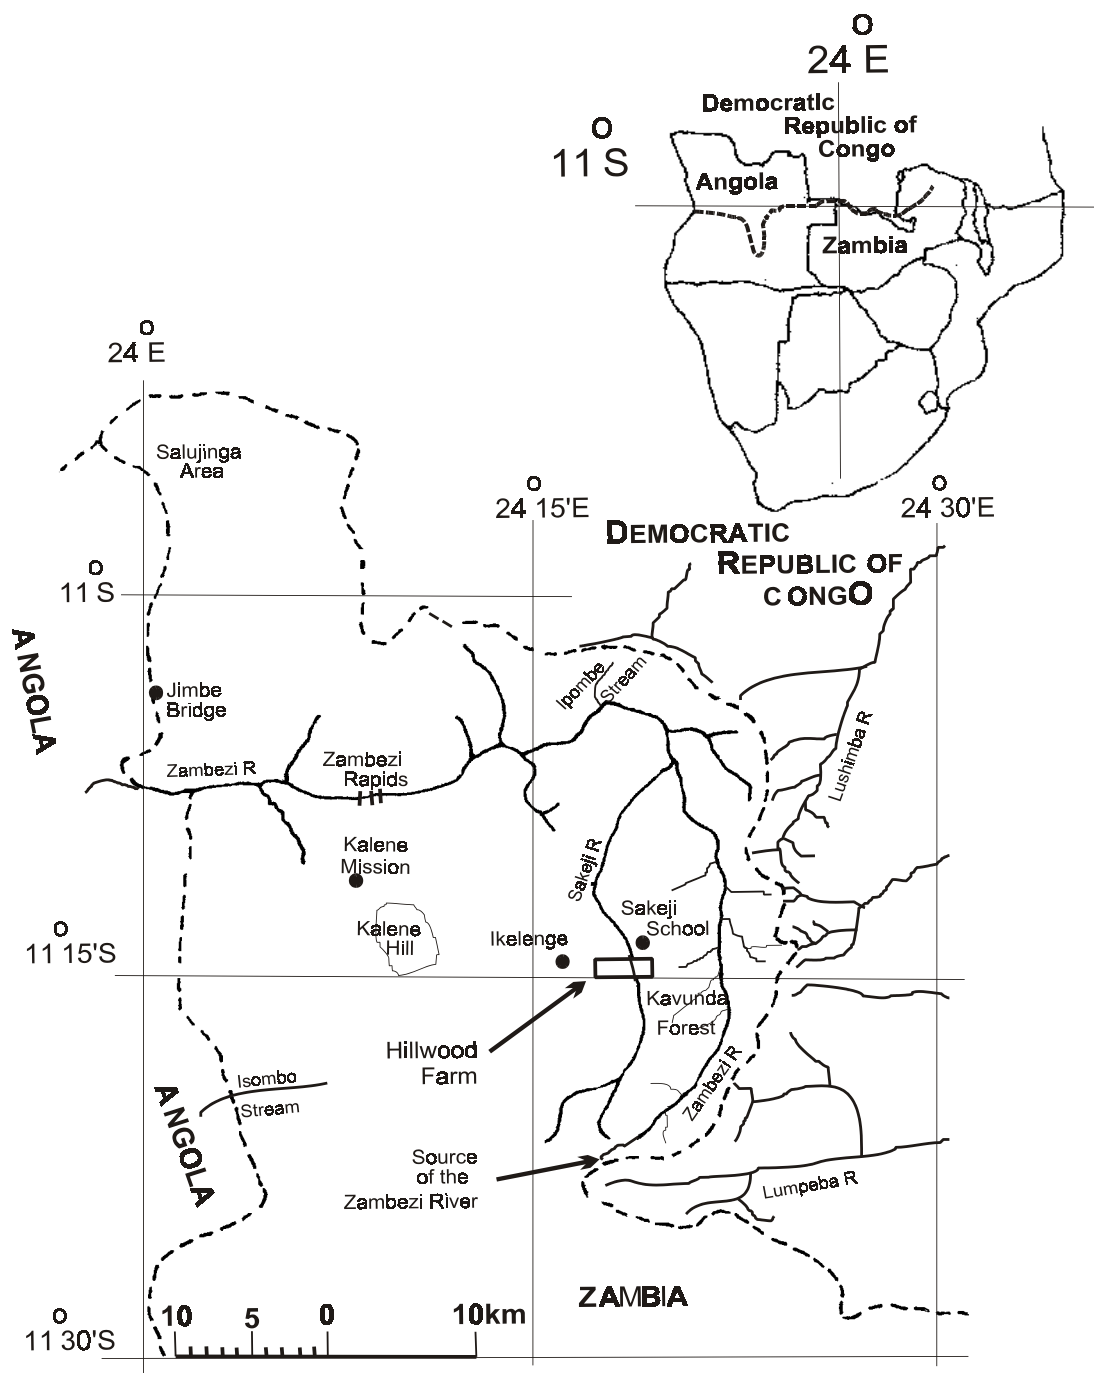 O
24 E
Democratic
Republic of
Congo
O
11 S
Angola
Zambia
O
24 E
Salujinga
Area
O
24 15'E
O
24 30'E
DEMOCRATIC
REPUBLIC OF
CONGO
O
11 S
ANGOLA
Jimbe
Bridge
Ipombe
Stream
Lushimba R
Zambezi R
Zambezi
Rapids
Kalene
Mission
Sakeji R
Kalene
Hill
Sakeji
School
Ikelenge
O
11 15'S
Kavunda
Forest
Hillwood
Farm
Zambezi R
Isombo
Stream
ANGOLA
Source
of the
Zambezi River
Lumpeba R
ZAMBIA
O
11 30'S
10 5 0 10km